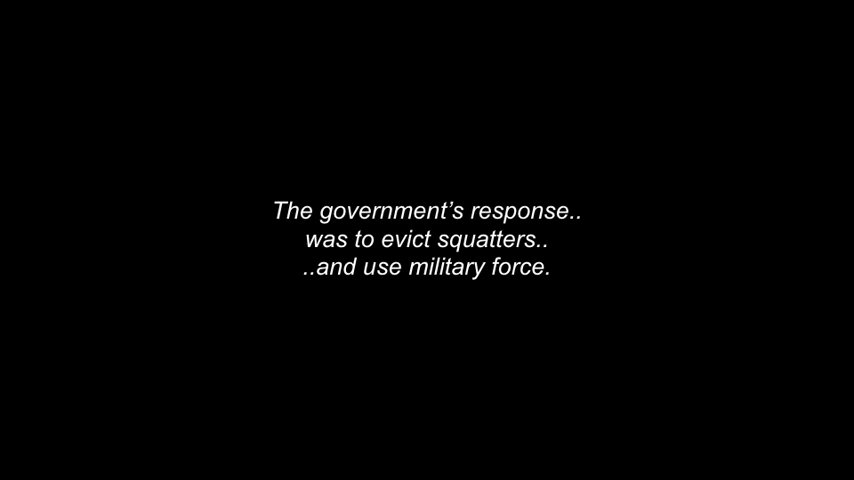 The government’s response..
was to evict squatters..
..and use military force.